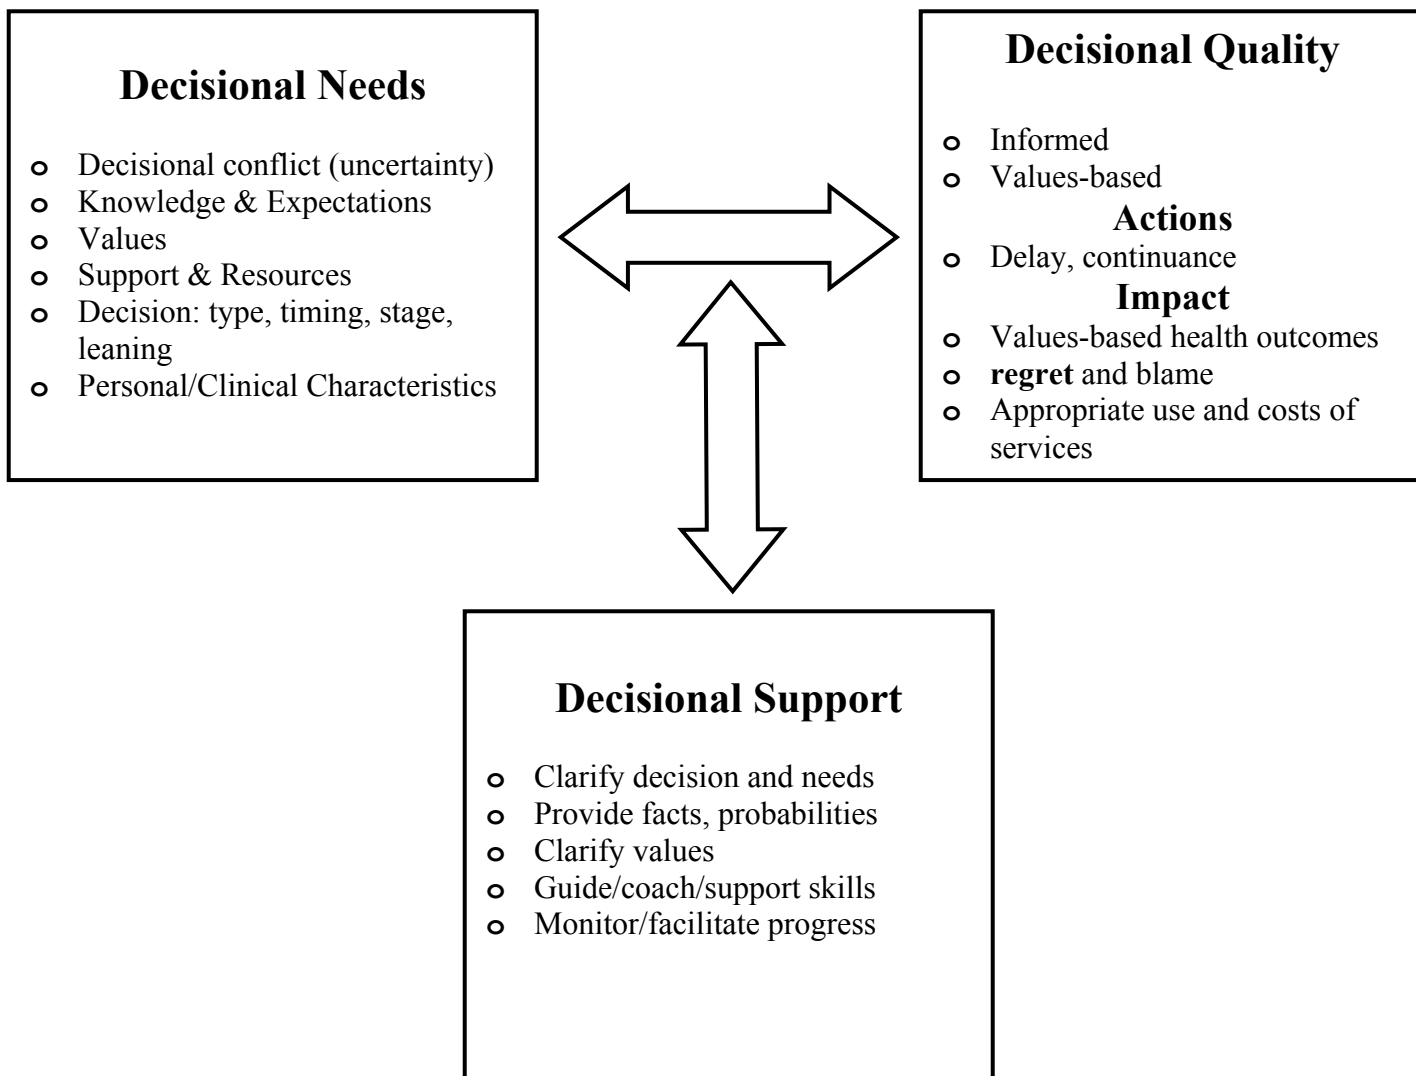 Decisional Needs
o Decisional conflict (uncertainty)
o Knowledge & Expectations
o Values
o Support & Resources
o Decision: type, timing, stage,
leaning
o Personal/Clinical Characteristics
Decisional Quality
o Informed
o Values-based
Actions
o Delay, continuance
Impact
o Values-based health outcomes
o regret and blame
o Appropriate use and costs of
services
Decisional Support
o Clarify decision and needs
o Provide facts, probabilities
o Clarify values
o Guide/coach/support skills
o Monitor/facilitate progress